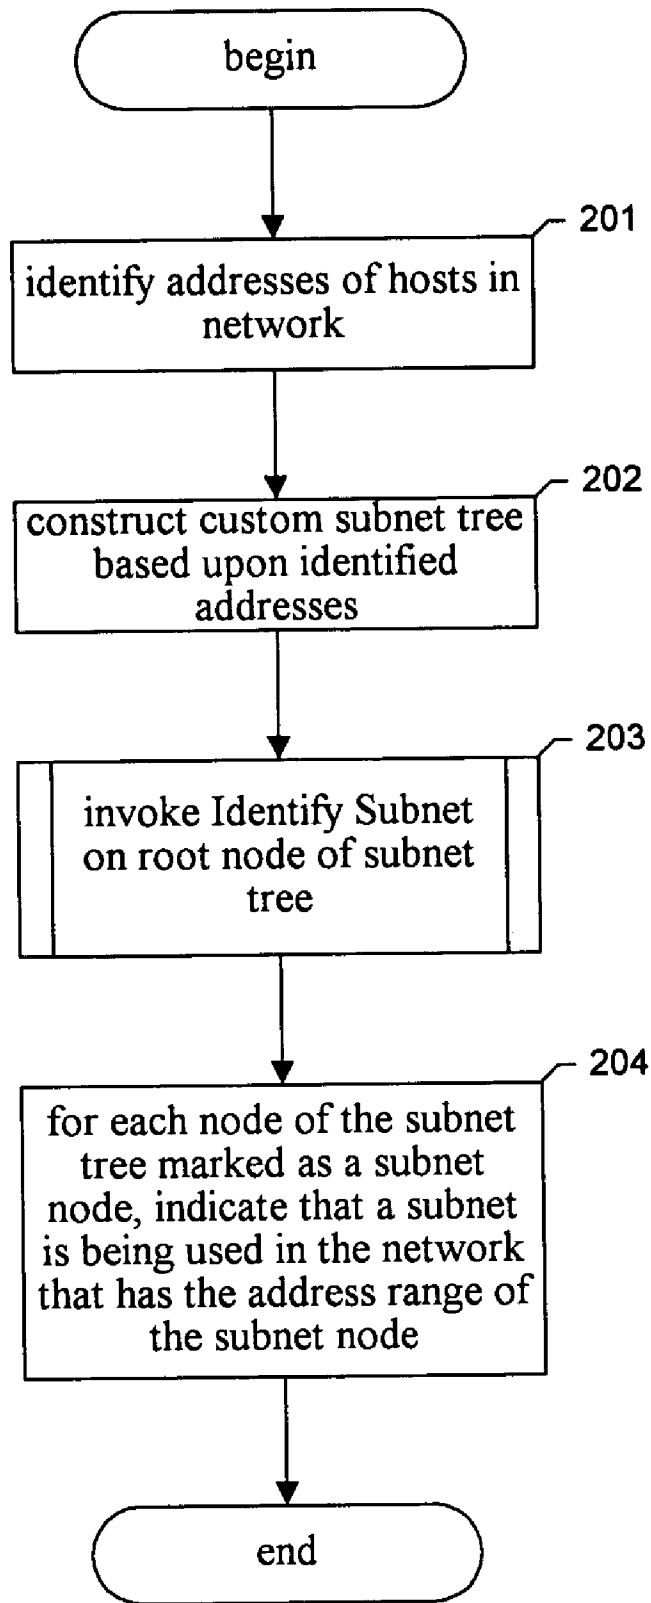 begin
201
identify addresses of hosts in
network
202
construct custom subnet tree
based upon identified
addresses
203
invoke Identify Subnet
on root node of subnet
tree
204
for each node of the subnet
tree marked as a subnet
node, indicate that a subnet
is being used in the network
that has the address range of
the subnet node
end